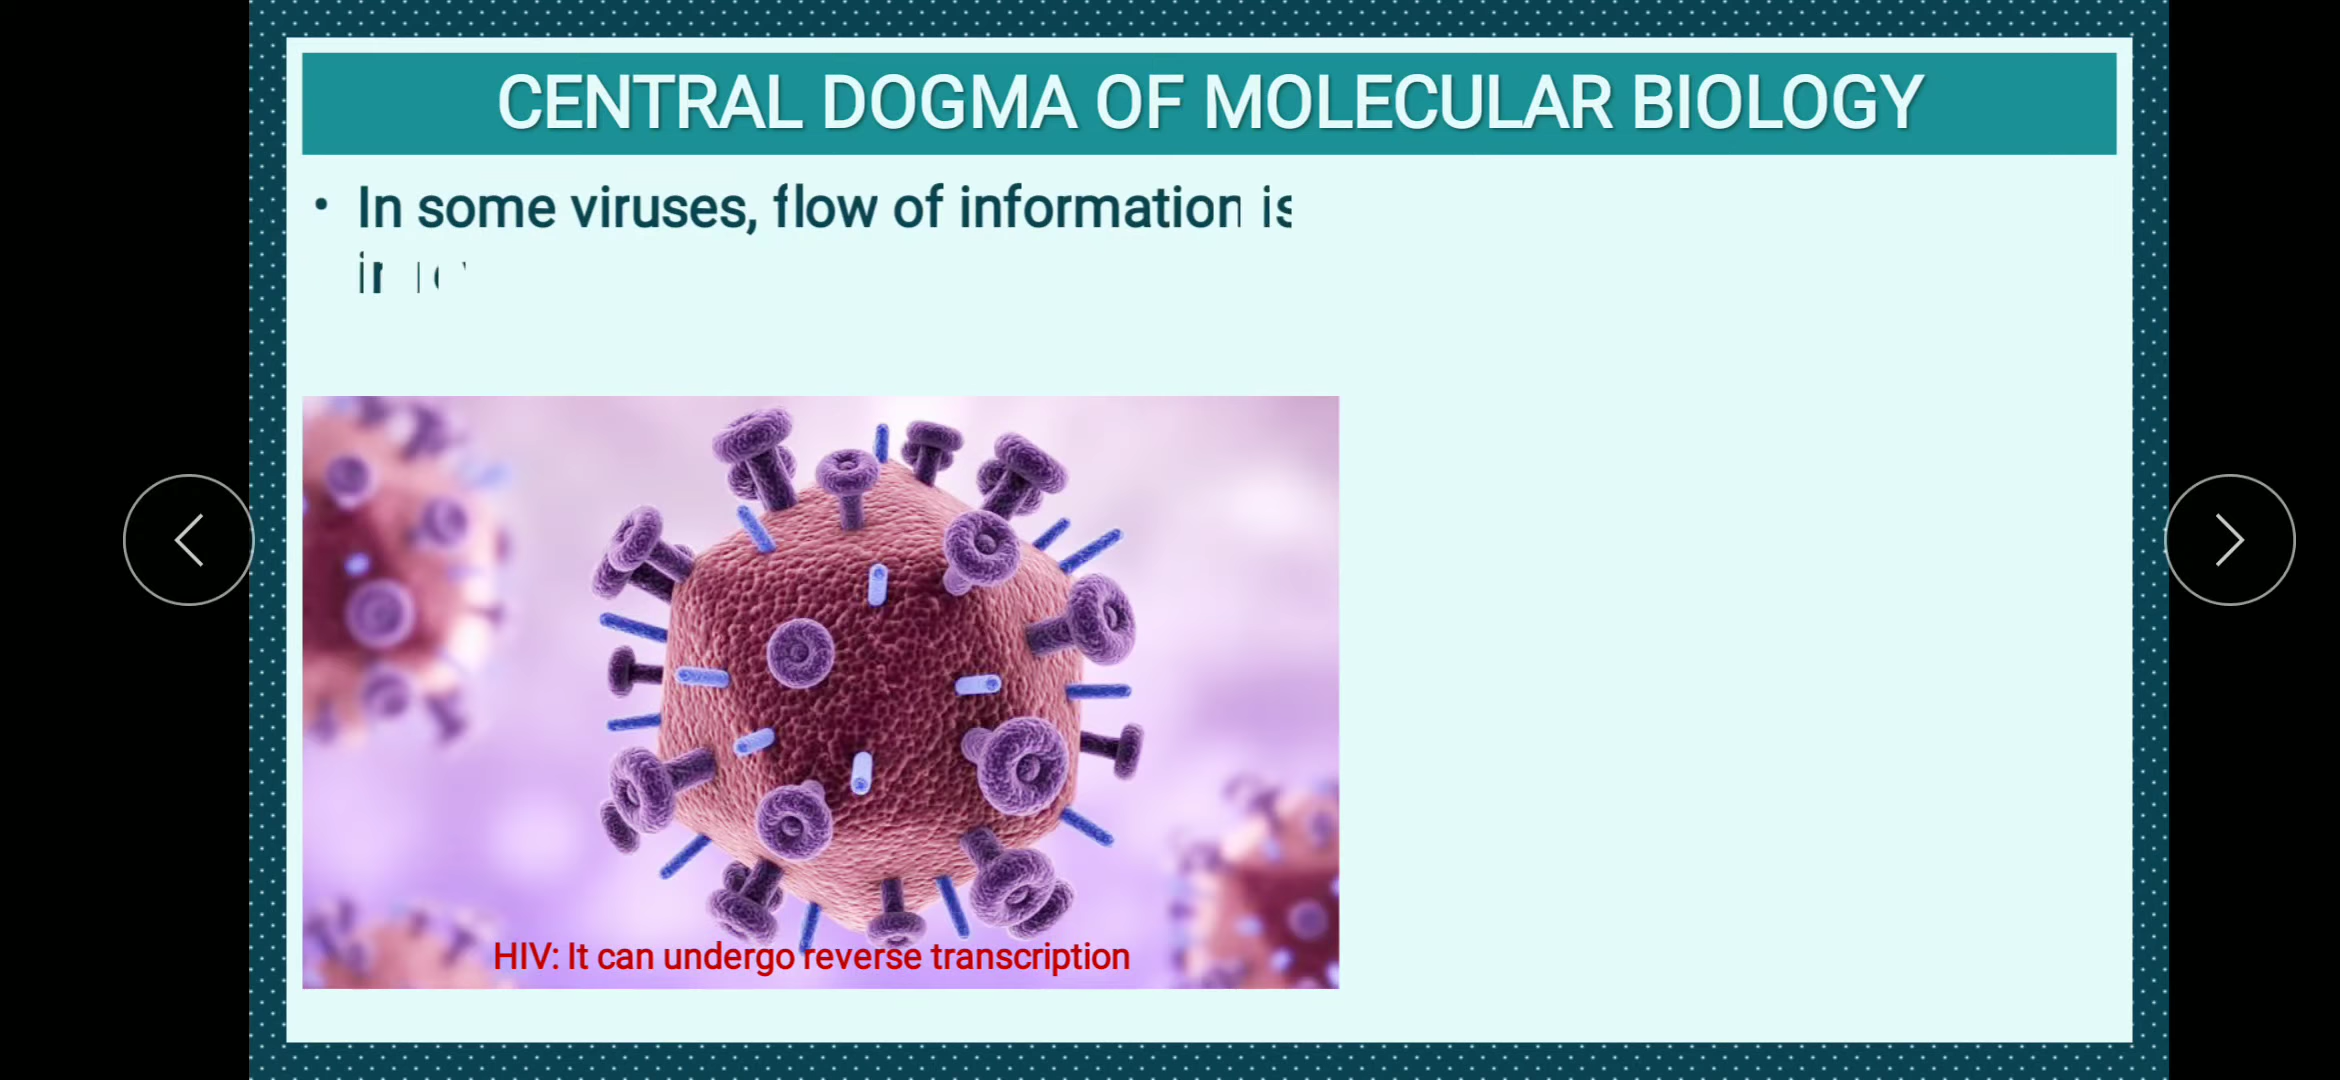 CENTRAL DOGMA OF MOLECULAR BIOLOGY
• In some viruses, flow of information is
HIV: It can undergo reverse transcription